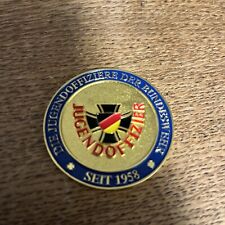 DIE JUGENDOFFIZIERE DER BUNDESWEHR
JUGENDOFFIZIER
SEIT 1958